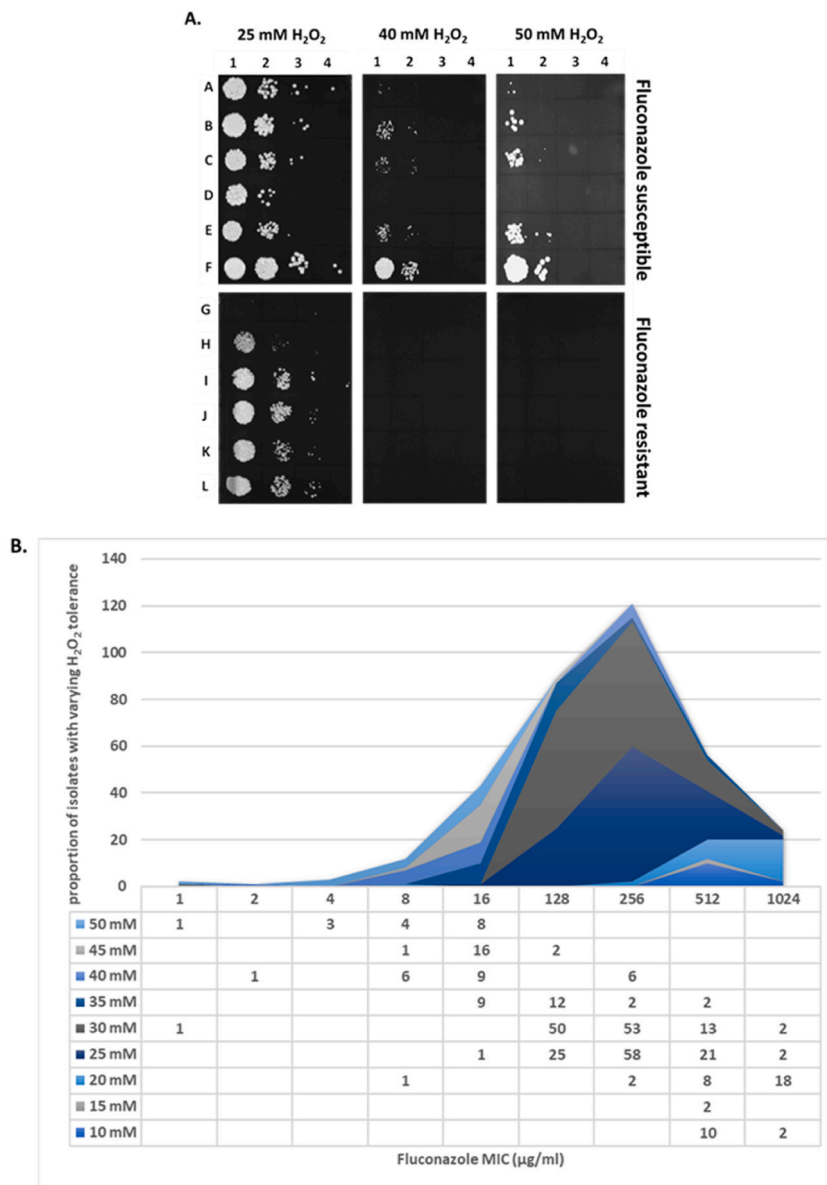 A.
25 mM H₂O₂ 40 mM H₂O₂ 50 mM H₂O₂
1 2 3 4 1 2 3 4 1 2 3 4
A
B
C
D
E
F
Fluconazole susceptible
G
H
I
J
K
L
Fluconazole resistant
B.
proportion of isolates with varying H₂O₂ tolerance
140
120
100
80
60
40
20
0
1 2 4 8 16 128 256 512 1024
50 mM 1 3 4 8
45 mM 1 16 2
40 mM 1 6 9 6
35 mM 9 12 2 2
30 mM 1 50 53 13 2
25 mM 1 25 58 21 2
20 mM 1 2 8 18
15 mM 2
10 mM 10 2
Fluconazole MIC (µg/ml)